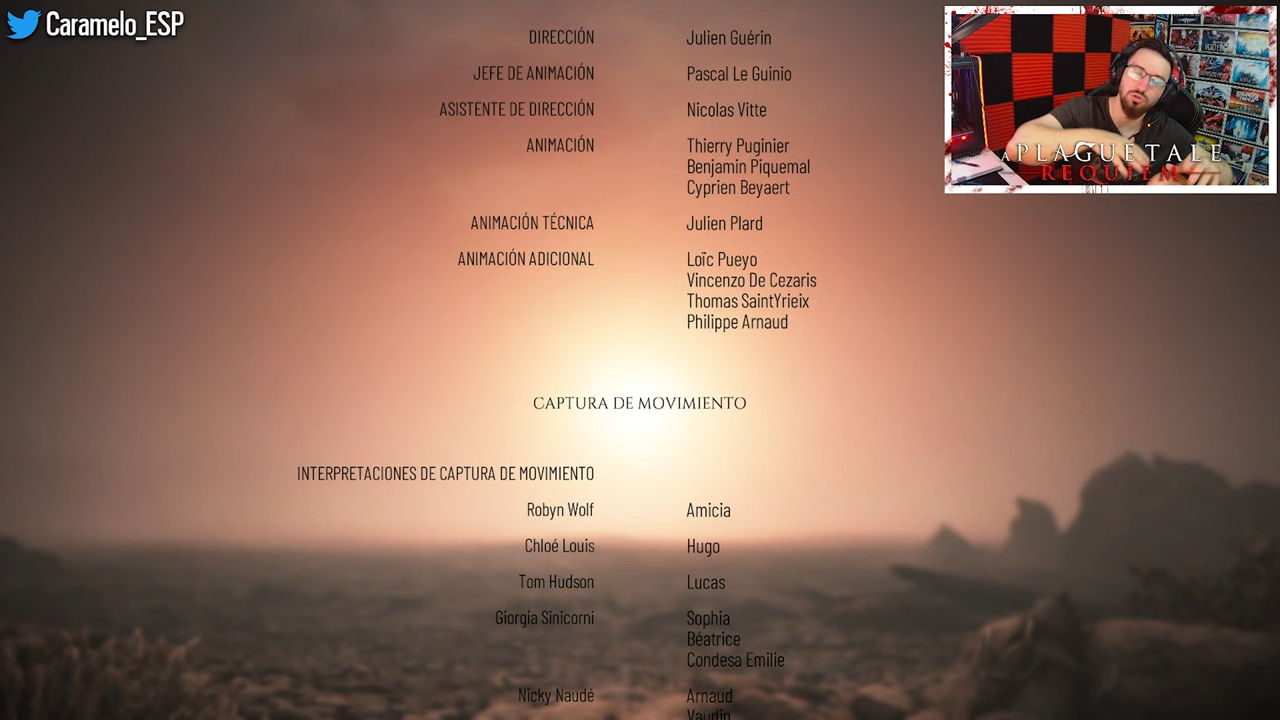 Caramelo_ESP
DIRECCIÓN Julien Guérin
JEFE DE ANIMACIÓN Pascal Le Guinio
ASISTENTE DE DIRECCIÓN Nicolas Vitte
ANIMACIÓN Thierry Puginier
Benjamin Piquemal
Cyprien Beyaert
ANIMACIÓN TÉCNICA Julien Plard
ANIMACIÓN ADICIONAL Loïc Pueyo
Vincenzo De Cezaris
Thomas SaintYrieix
Philippe Arnaud
A PLAGUE TALE
REQUIEM
CAPTURA DE MOVIMIENTO
INTERPRETACIONES DE CAPTURA DE MOVIMIENTO
Robyn Wolf Amicia
Chloé Louis Hugo
Tom Hudson Lucas
Giorgia Sinicorni Sophia
Béatrice
Condesa Emilie
Nicky Naudé Arnaud
Vaudin